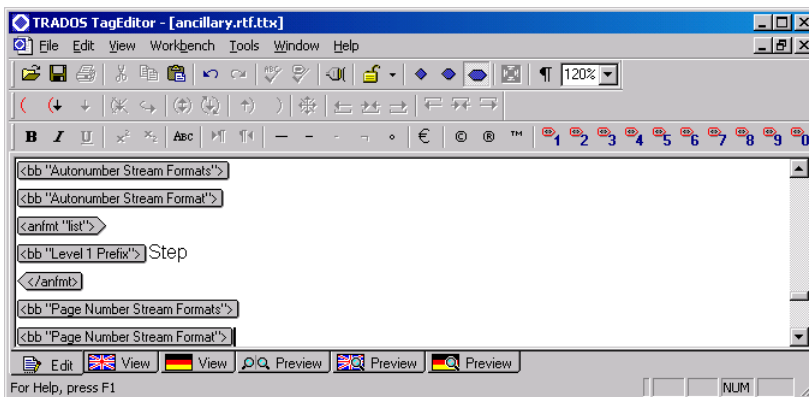 TRADOS TagEditor - [ancillary.rtf.ttx]
File Edit View Workbench Tools Window Help
ABC 120%
B I U x² x₂ ABC € © ® ™ 1 2 3 4 5 6 7 8 9 0
<bb "Autonumber Stream Formats">
<bb "Autonumber Stream Format">
<anfmt "list">
<bb "Level 1 Prefix"> Step
</anfmt>
<bb "Page Number Stream Formats">
<bb "Page Number Stream Format">
Edit View View Preview Preview Preview
For Help, press F1 NUM